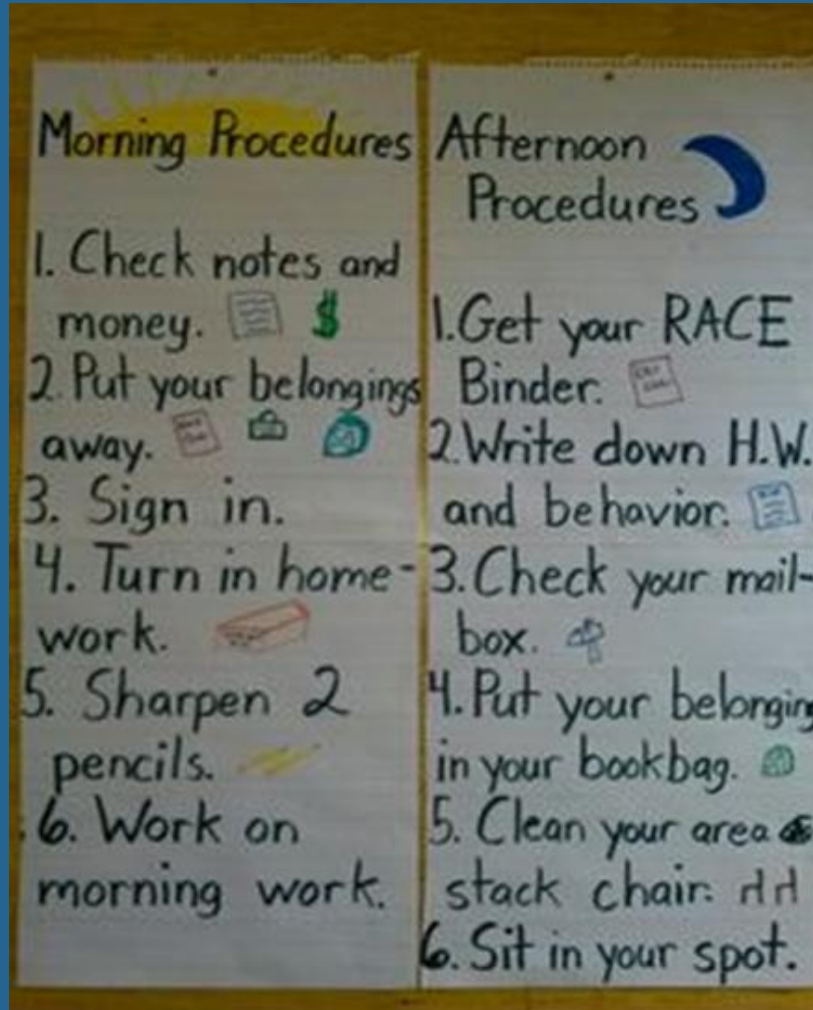 Morning Procedures
1. Check notes and
money. $
2. Put your belongings
away.
3. Sign in.
4. Turn in home-
work.
5. Sharpen 2
pencils.
6. Work on
morning work.
Afternoon
Procedures
1. Get your RACE
Binder.
2. Write down H.W.
and behavior.
3. Check your mail-
box.
4. Put your belonging
in your bookbag.
5. Clean your area &
stack chair.
6. Sit in your spot.